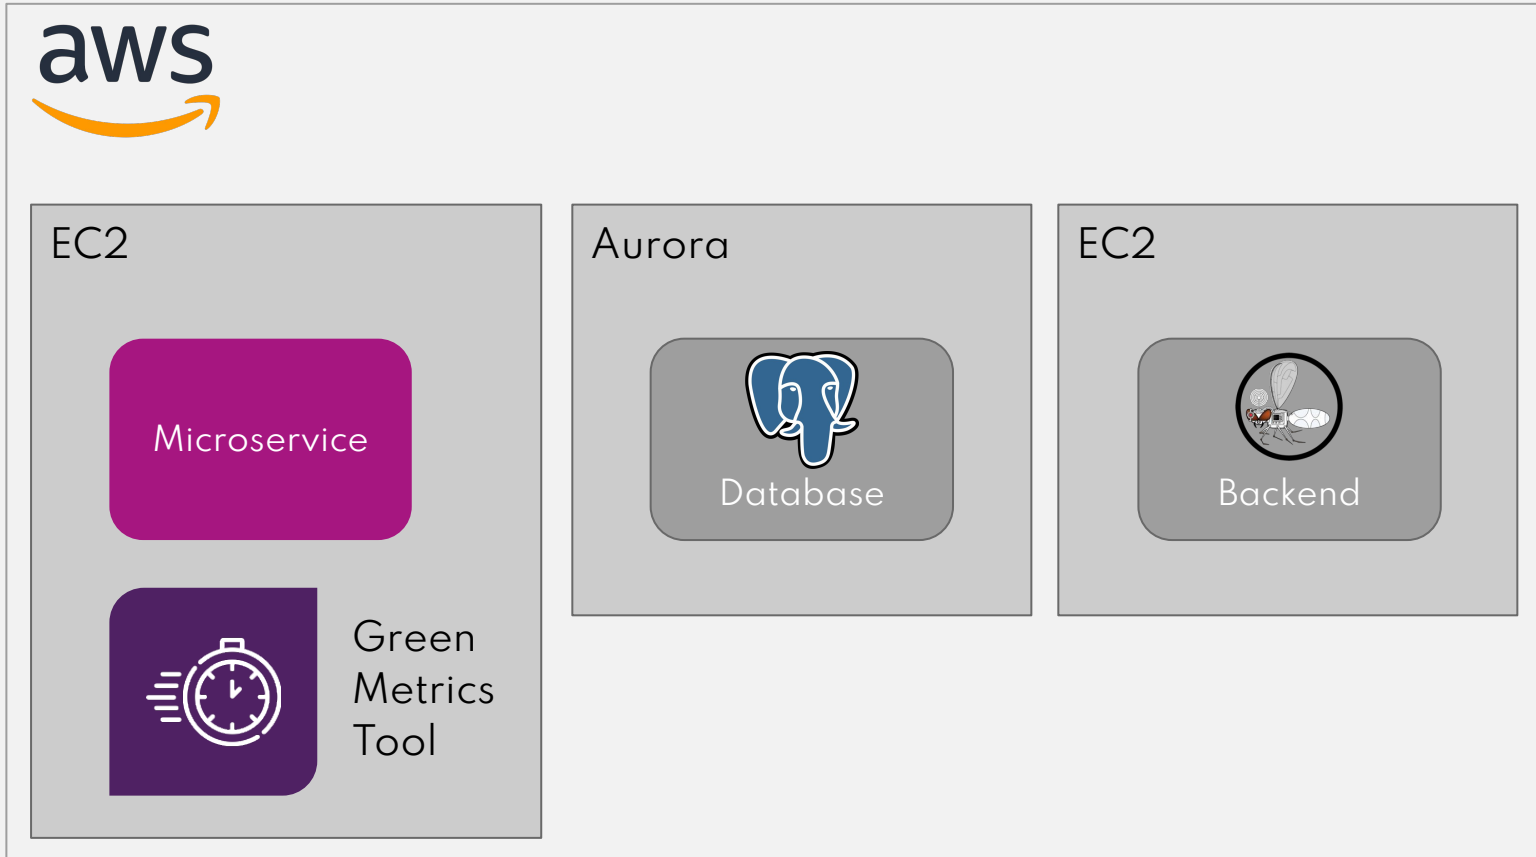 aws
EC2
Microservice
Green
Metrics
Tool
Aurora
Database
EC2
Backend